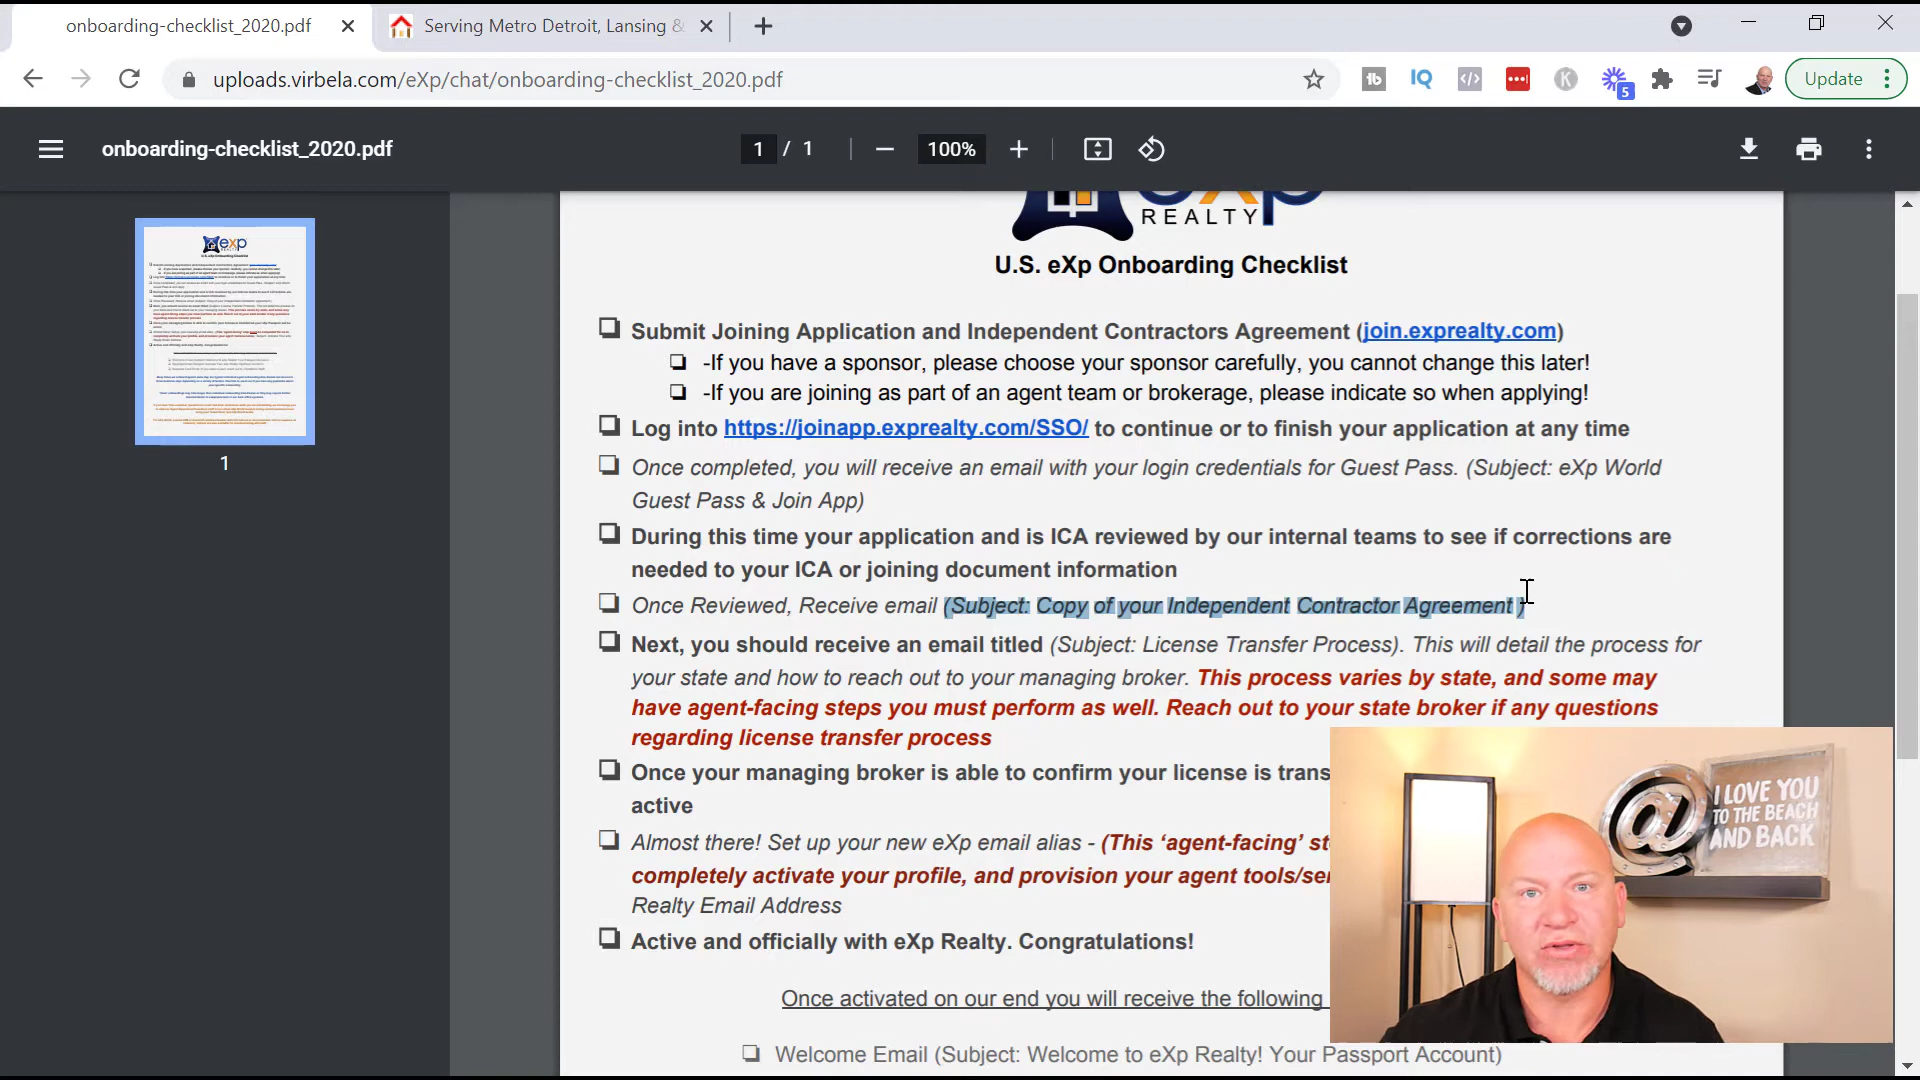 onboarding-checklist_2020.pdf
Serving Metro Detroit, Lansing &
uploads.virbela.com/eXp/chat/onboarding-checklist_2020.pdf
tb
IQ
K
5
Update
onboarding-checklist_2020.pdf
1 / 1
100%
1
eXp
REALTY
U.S. eXp Onboarding Checklist
Submit Joining Application and Independent Contractors Agreement (join.exprealty.com)
-If you have a sponsor, please choose your sponsor carefully, you cannot change this later!
-If you are joining as part of an agent team or brokerage, please indicate so when applying!
Log into https://joinapp.exprealty.com/SSO/ to continue or to finish your application at any time
Once completed, you will receive an email with your login credentials for Guest Pass. (Subject: eXp World
Guest Pass & Join App)
During this time your application and is ICA reviewed by our internal teams to see if corrections are
needed to your ICA or joining document information
Once Reviewed, Receive email (Subject: Copy of your Independent Contractor Agreement )
Next, you should receive an email titled (Subject: License Transfer Process). This will detail the process for
your state and how to reach out to your managing broker. This process varies by state, and some may
have agent-facing steps you must perform as well. Reach out to your state broker if any questions
regarding license transfer process
Once your managing broker is able to confirm your license is trans
active
Almost there! Set up your new eXp email alias - (This ‘agent-facing’ st
completely activate your profile, and provision your agent tools/ser
Realty Email Address
Active and officially with eXp Realty. Congratulations!
Once activated on our end you will receive the following
Welcome Email (Subject: Welcome to eXp Realty! Your Passport Account)
@
I LOVE YOU
TO THE BEACH
AND BACK